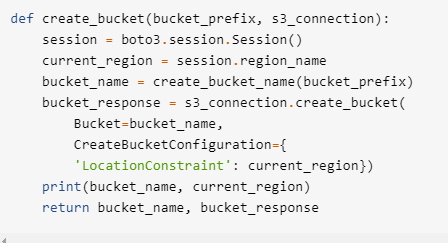 def create_bucket(bucket_prefix, s3_connection):
    session = boto3.session.Session()
    current_region = session.region_name
    bucket_name = create_bucket_name(bucket_prefix)
    bucket_response = s3_connection.create_bucket(
        Bucket=bucket_name,
        CreateBucketConfiguration={
        'LocationConstraint': current_region})
    print(bucket_name, current_region)
    return bucket_name, bucket_response